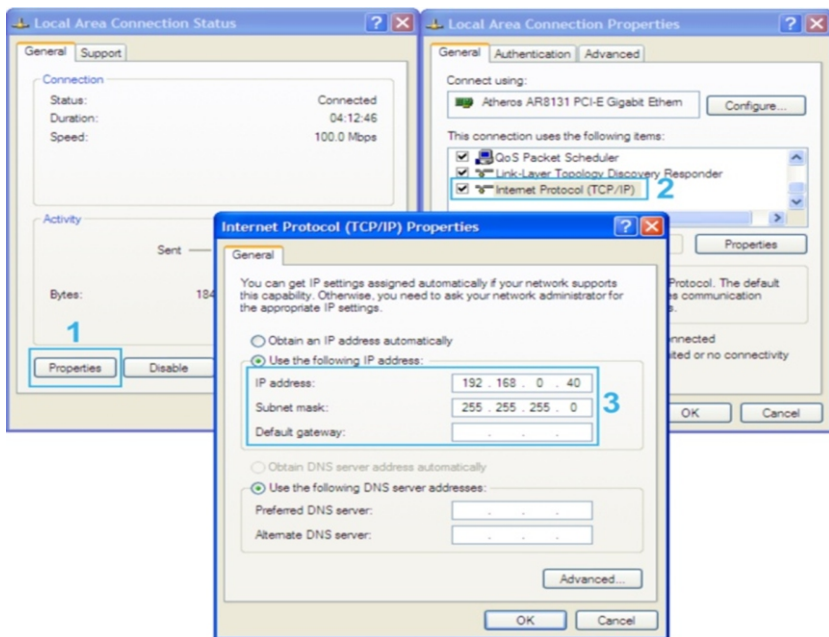 Local Area Connection Status
General
Support
Connection
Status:
Connected
Duration:
04:12:46
Speed:
100.0 Mbps
Activity
Sent
Bytes:
184
1
Properties
Disable
Local Area Connection Properties
General
Authentication
Advanced
Connect using:
Atheros AR8131 PCI-E Gigabit Ethern
Configure...
This connection uses the following items:
QoS Packet Scheduler
Link-Layer Topology Discovery Responder
Internet Protocol (TCP/IP)
2
Properties
Protocol. The default
communication
nnected
ited or no connectivity
OK
Cancel
Internet Protocol (TCP/IP) Properties
General
You can get IP settings assigned automatically if your network supports
this capability. Otherwise, you need to ask your network administrator for
the appropriate IP settings.
Obtain an IP address automatically
Use the following IP address:
IP address:
192 . 168 . 0 . 40
Subnet mask:
255 . 255 . 255 . 0
Default gateway:
3
Obtain DNS server address automatically
Use the following DNS server addresses:
Preferred DNS server:
Alternate DNS server:
Advanced...
OK
Cancel